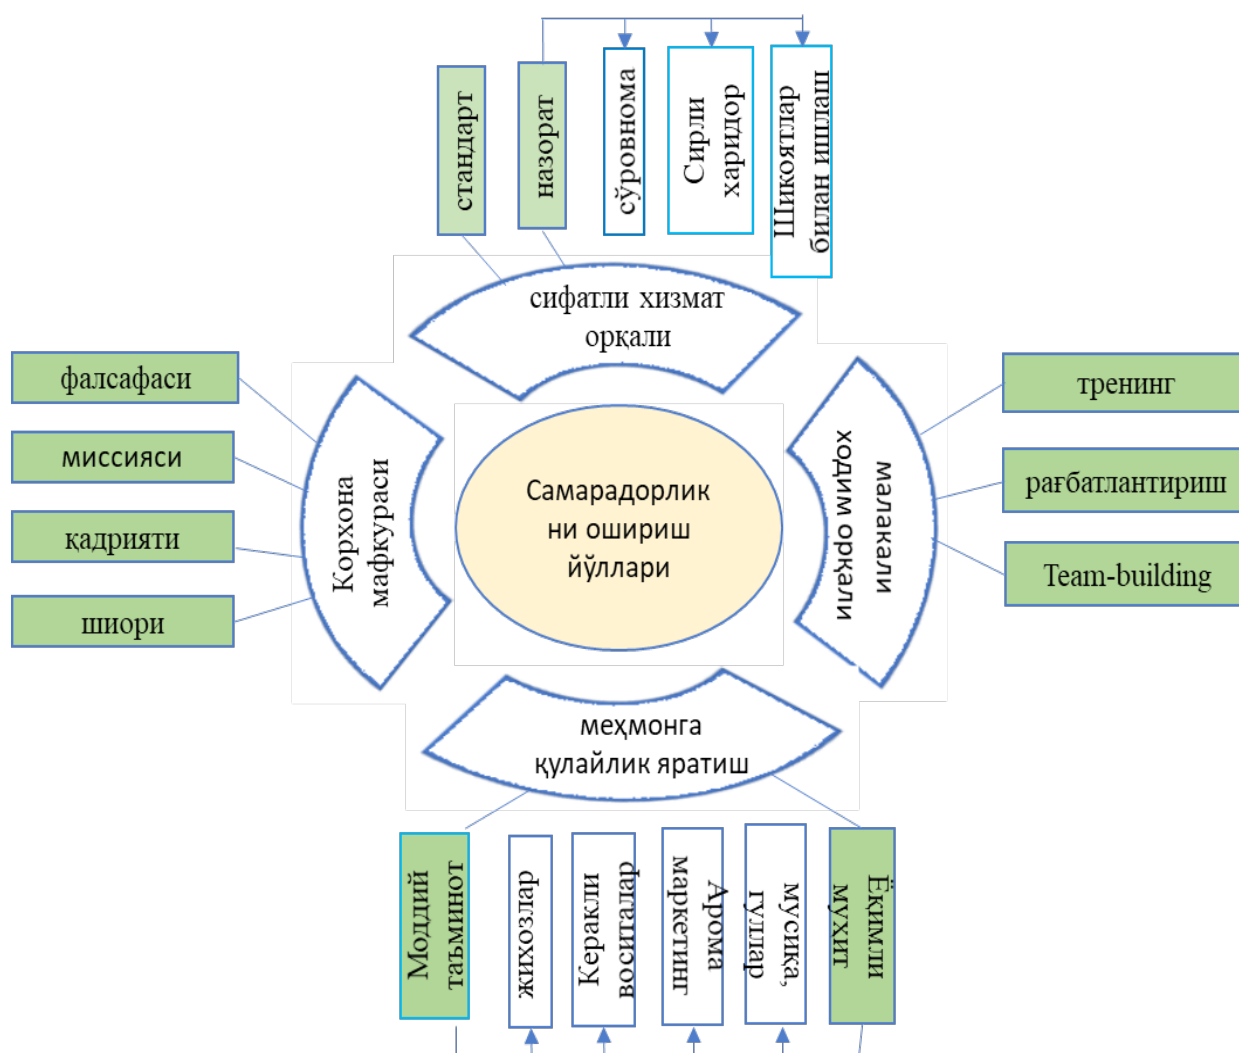 стандарт
назорат
сўровнома
Сирли
харидор
Шикоятлар
билан ишлаш
сифатли хизмат
орқали
фалсафаси
миссияси
қадрияти
шиори
Корхона
мафкураси
Самарадорлик
ни ошириш
йўллари
малакали
ходим орқали
тренинг
рағбатлантириш
Team-building
меҳмонга
қулайлик яратиш
Моддий
таъминот
жихозлар
Керакли
воситалар
Арома
маркетинг
мусиқа,
гуллар
Ёқимли
муҳит